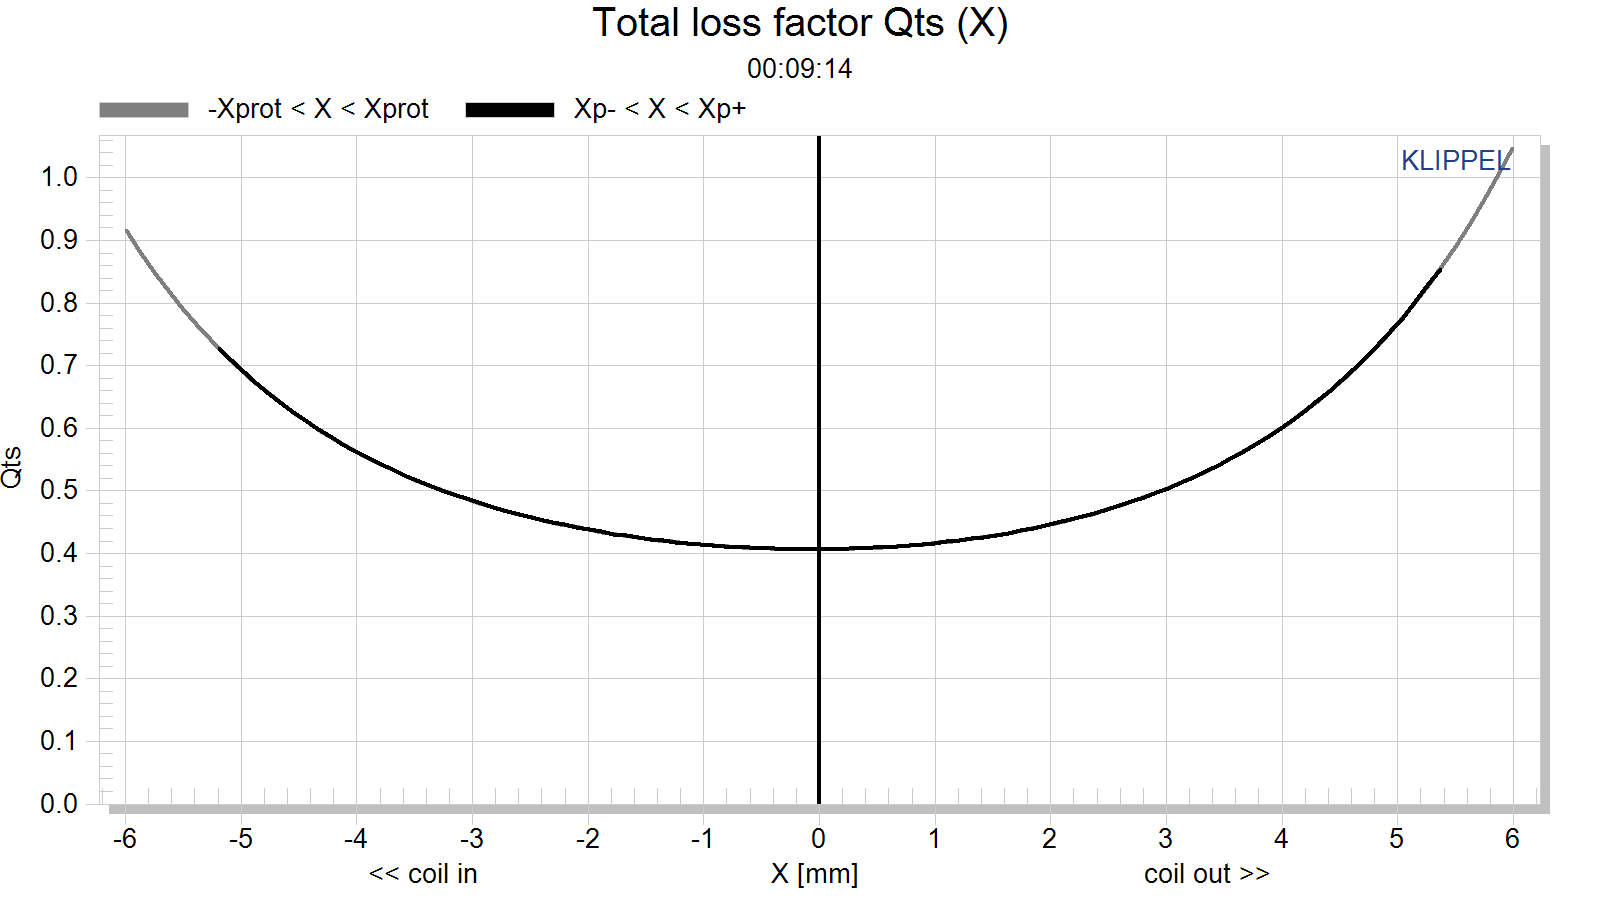 Total loss factor Qts (X)
00:09:14
-Xprot < X < Xprot
Xp- < X < Xp+
KLIPPEL
1.0
0.9
0.8
0.7
0.6
0.5
0.4
0.3
0.2
0.1
0.0
Qts
-6 -5 -4 -3 -2 -1 0 1 2 3 4 5 6
<< coil in X [mm] coil out >>